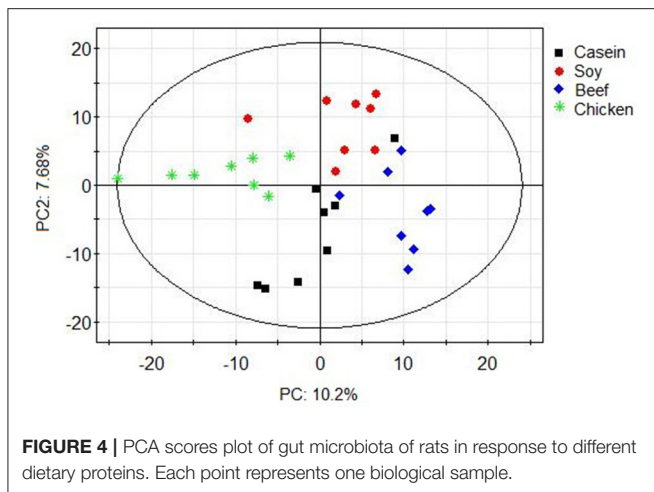 20
10
0
-10
-20
PC2: 7.68%
-20 -10 0 10 20
PC: 10.2%
Casein
Soy
Beef
Chicken
FIGURE 4 | PCA scores plot of gut microbiota of rats in response to different
dietary proteins. Each point represents one biological sample.